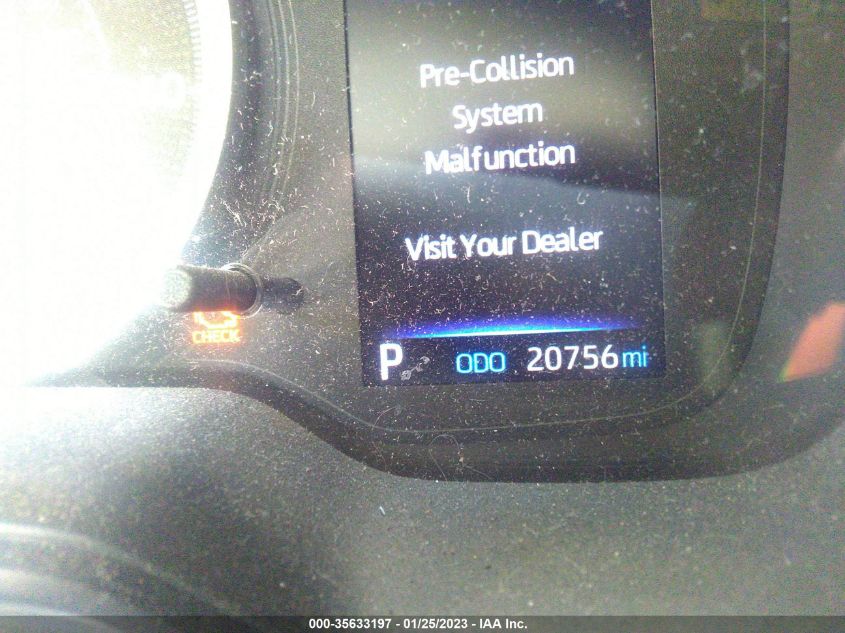 Pre-Collision
System
Malfunction
Visit Your Dealer
CHECK
P ODO 20756 mi
000-35633197 - 01/25/2023 - IAA Inc.